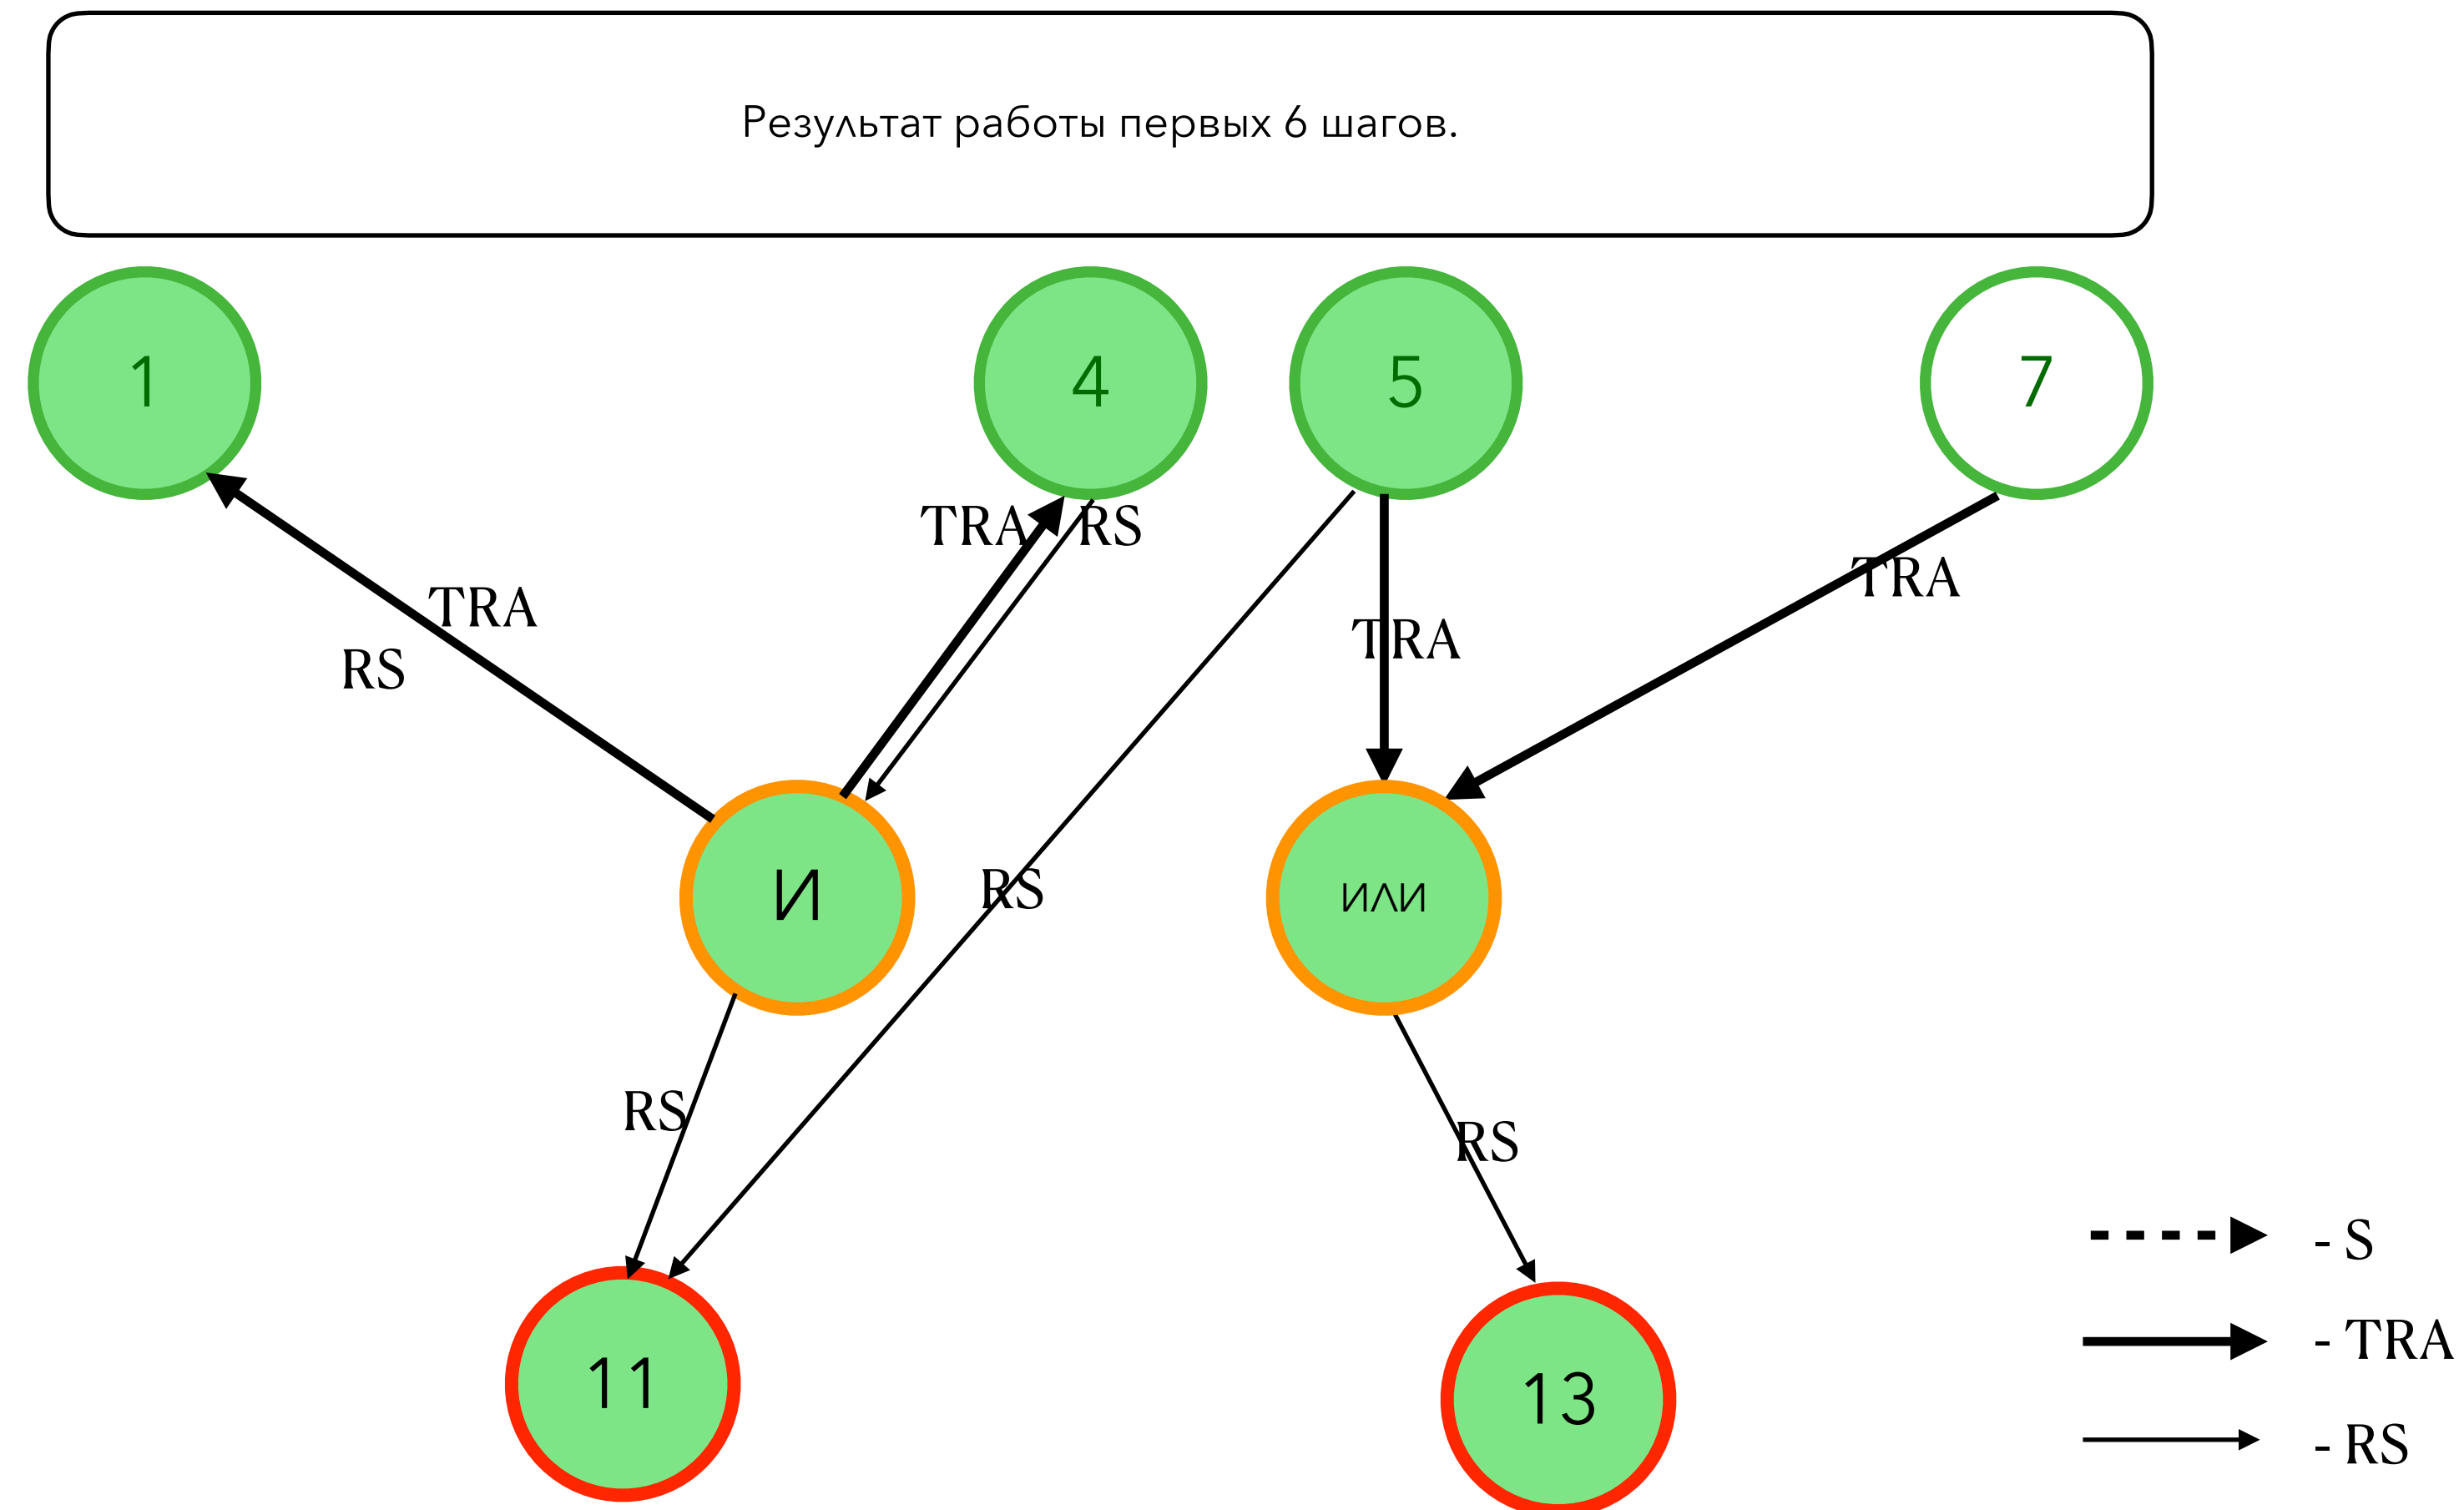 Результат работы первых 6 шагов.
1
4
5
7
TRA
RS
TRA
TRA
TRA
RS
RS
И
ИЛИ
RS
RS
RS
11
13
- S
- TRA
- RS